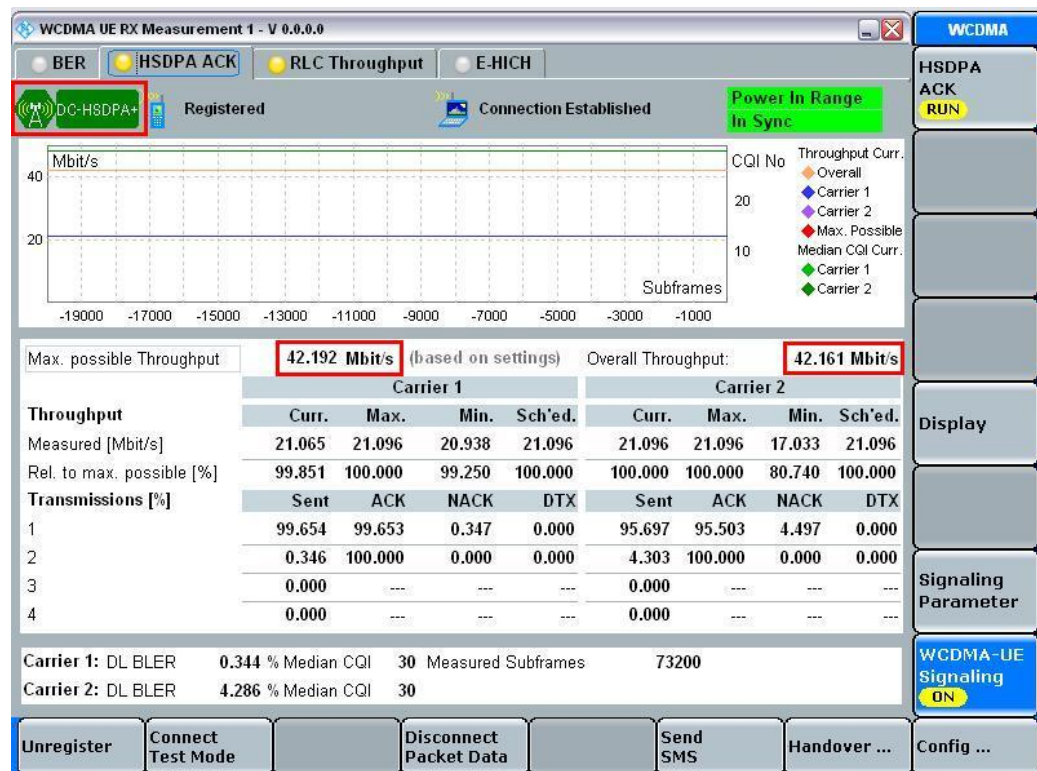 WCDMA UE RX Measurement 1 - V 0.0.0.0
WCDMA
BER HSDPA ACK RLC Throughput E-HICH
HSDPA
ACK
RUN
DC-HSDPA+ Registered Connection Established Power In Range
In Sync
Mbit/s CQI No
40 20
20 10
Subframes
-19000 -17000 -15000 -13000 -11000 -9000 -7000 -5000 -3000 -1000
Throughput Curr.
Overall
Carrier 1
Carrier 2
Max. Possible
Median CQI Curr.
Carrier 1
Carrier 2
Max. possible Throughput 42.192 Mbit/s (based on settings) Overall Throughput: 42.161 Mbit/s
Carrier 1 Carrier 2
Throughput Curr. Max. Min. Sch'ed. Curr. Max. Min. Sch'ed.
Measured [Mbit/s] 21.065 21.096 20.938 21.096 21.096 21.096 17.033 21.096
Rel. to max. possible [%] 99.851 100.000 99.250 100.000 100.000 100.000 80.740 100.000
Transmissions [%] Sent ACK NACK DTX Sent ACK NACK DTX
1 99.654 99.653 0.347 0.000 95.697 95.503 4.497 0.000
2 0.346 100.000 0.000 0.000 4.303 100.000 0.000 0.000
3 0.000 --- --- --- 0.000 --- --- ---
4 0.000 --- --- --- 0.000 --- --- ---
Carrier 1: DL BLER 0.344 % Median CQI 30 Measured Subframes 73200
Carrier 2: DL BLER 4.286 % Median CQI 30
Display
Signaling
Parameter
WCDMA-UE
Signaling
ON
Unregister
Connect
Test Mode
Disconnect
Packet Data
Send
SMS
Handover ...
Config ...